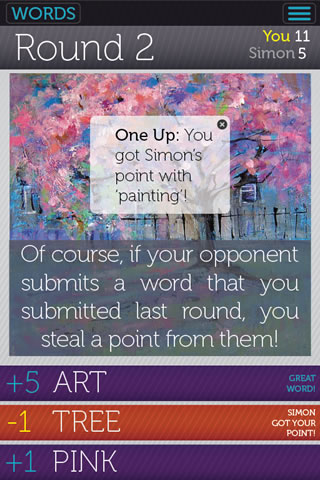 WORDS
You 11
Round 2
Simon 5
One Up: You
got Simon's
point with
'painting'!
Of course, if your opponent
submits a word that you
submitted last round, you
steal a point from them!
+5 ART
GREAT
WORD!
-1 TREE
SIMON
GOT YOUR
POINT!
+1 PINK